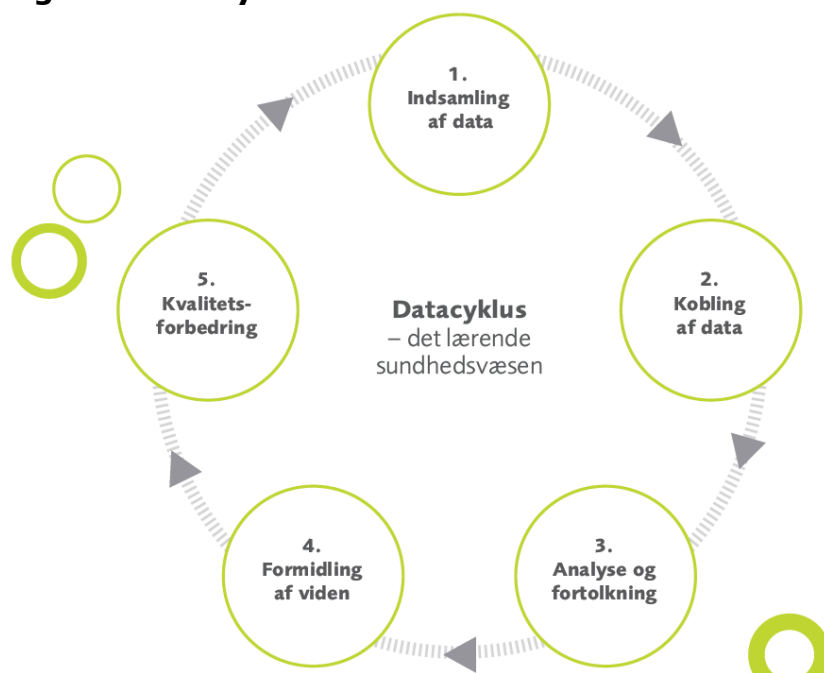 1.
Indsamling
af data
2.
Kobling
af data
3.
Analyse og
fortolkning
4.
Formidling
af viden
5.
Kvalitets-
forbedring
Datacyklus
– det lærende
sundhedsvæsen